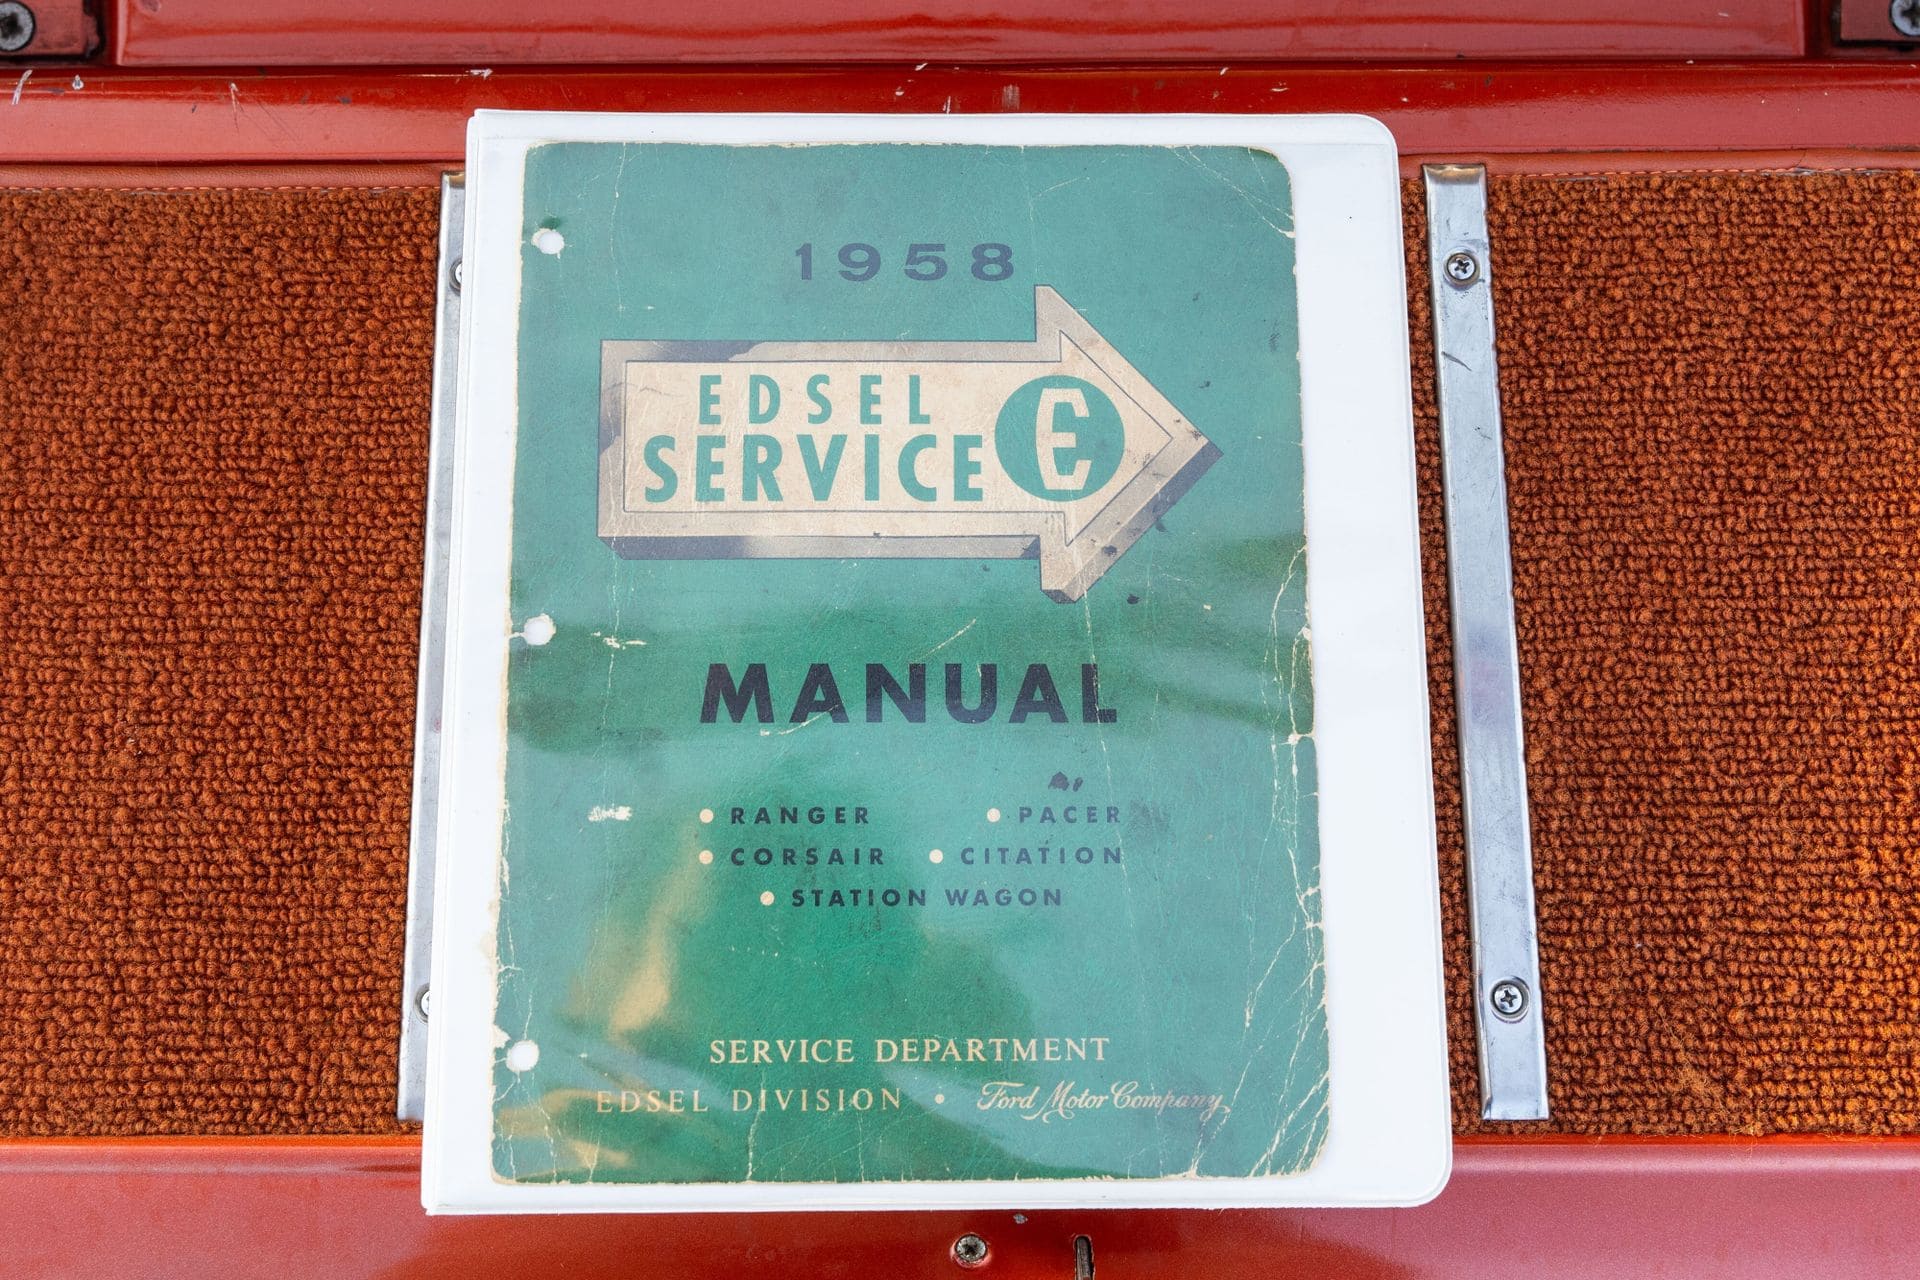 1958
EDSEL
SERVICE E
MANUAL
• RANGER • PACER
• CORSAIR • CITATION
• STATION WAGON
SERVICE DEPARTMENT
EDSEL DIVISION • Ford Motor Company